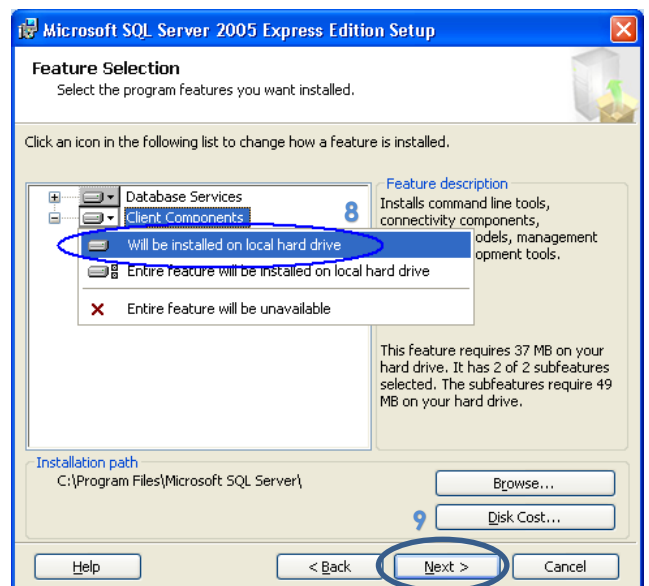 Microsoft SQL Server 2005 Express Edition Setup
Feature Selection
Select the program features you want installed.
Click an icon in the following list to change how a feature is installed.
Feature description
Database Services
Client Components
8
Installs command line tools,
connectivity components,
odels, management
opment tools.
Will be installed on local hard drive
Entire feature will be installed on local hard drive
Entire feature will be unavailable
This feature requires 37 MB on your
hard drive. It has 2 of 2 subfeatures
selected. The subfeatures require 49
MB on your hard drive.
Installation path
C:\Program Files\Microsoft SQL Server\
Browse...
9
Disk Cost...
Help
< Back
Next >
Cancel